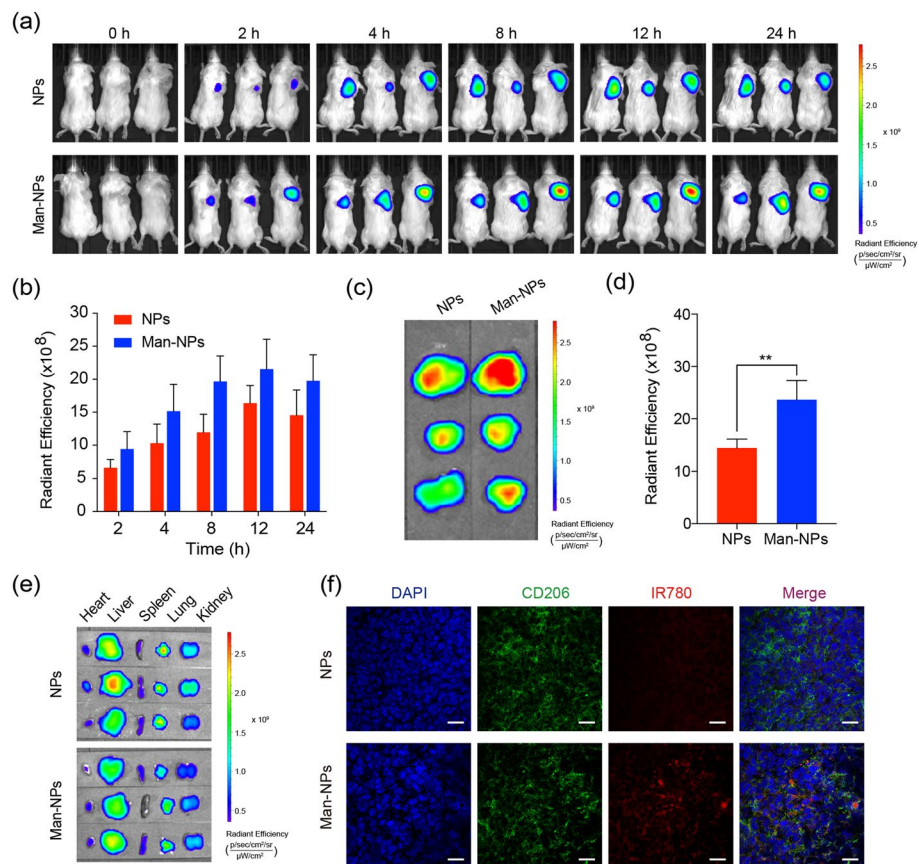 (a)
0 h 2 h 4 h 8 h 12 h 24 h
NPs
Man-NPs
2.5
2.0
× 10⁹
1.5
1.0
0.5
Radiant Efficiency
(p/sec/cm²/sr
µW/cm²)
(b)
Radiant Efficiency (x10⁸)
30
25
20
15
10
5
0
NPs
Man-NPs
2 4 8 12 24
Time (h)
(c)
NPs Man-NPs
2.5
2.0
× 10⁹
1.5
1.0
0.5
Radiant Efficiency
(p/sec/cm²/sr
µW/cm²)
(d)
Radiant Efficiency (x10⁸)
40
30
20
10
0
**
NPs Man-NPs
(e)
Heart Liver Spleen Lung Kidney
NPs
Man-NPs
2.5
2.0
× 10⁹
1.5
1.0
0.5
Radiant Efficiency
(p/sec/cm²/sr
µW/cm²)
(f)
DAPI CD206 IR780 Merge
NPs
Man-NPs